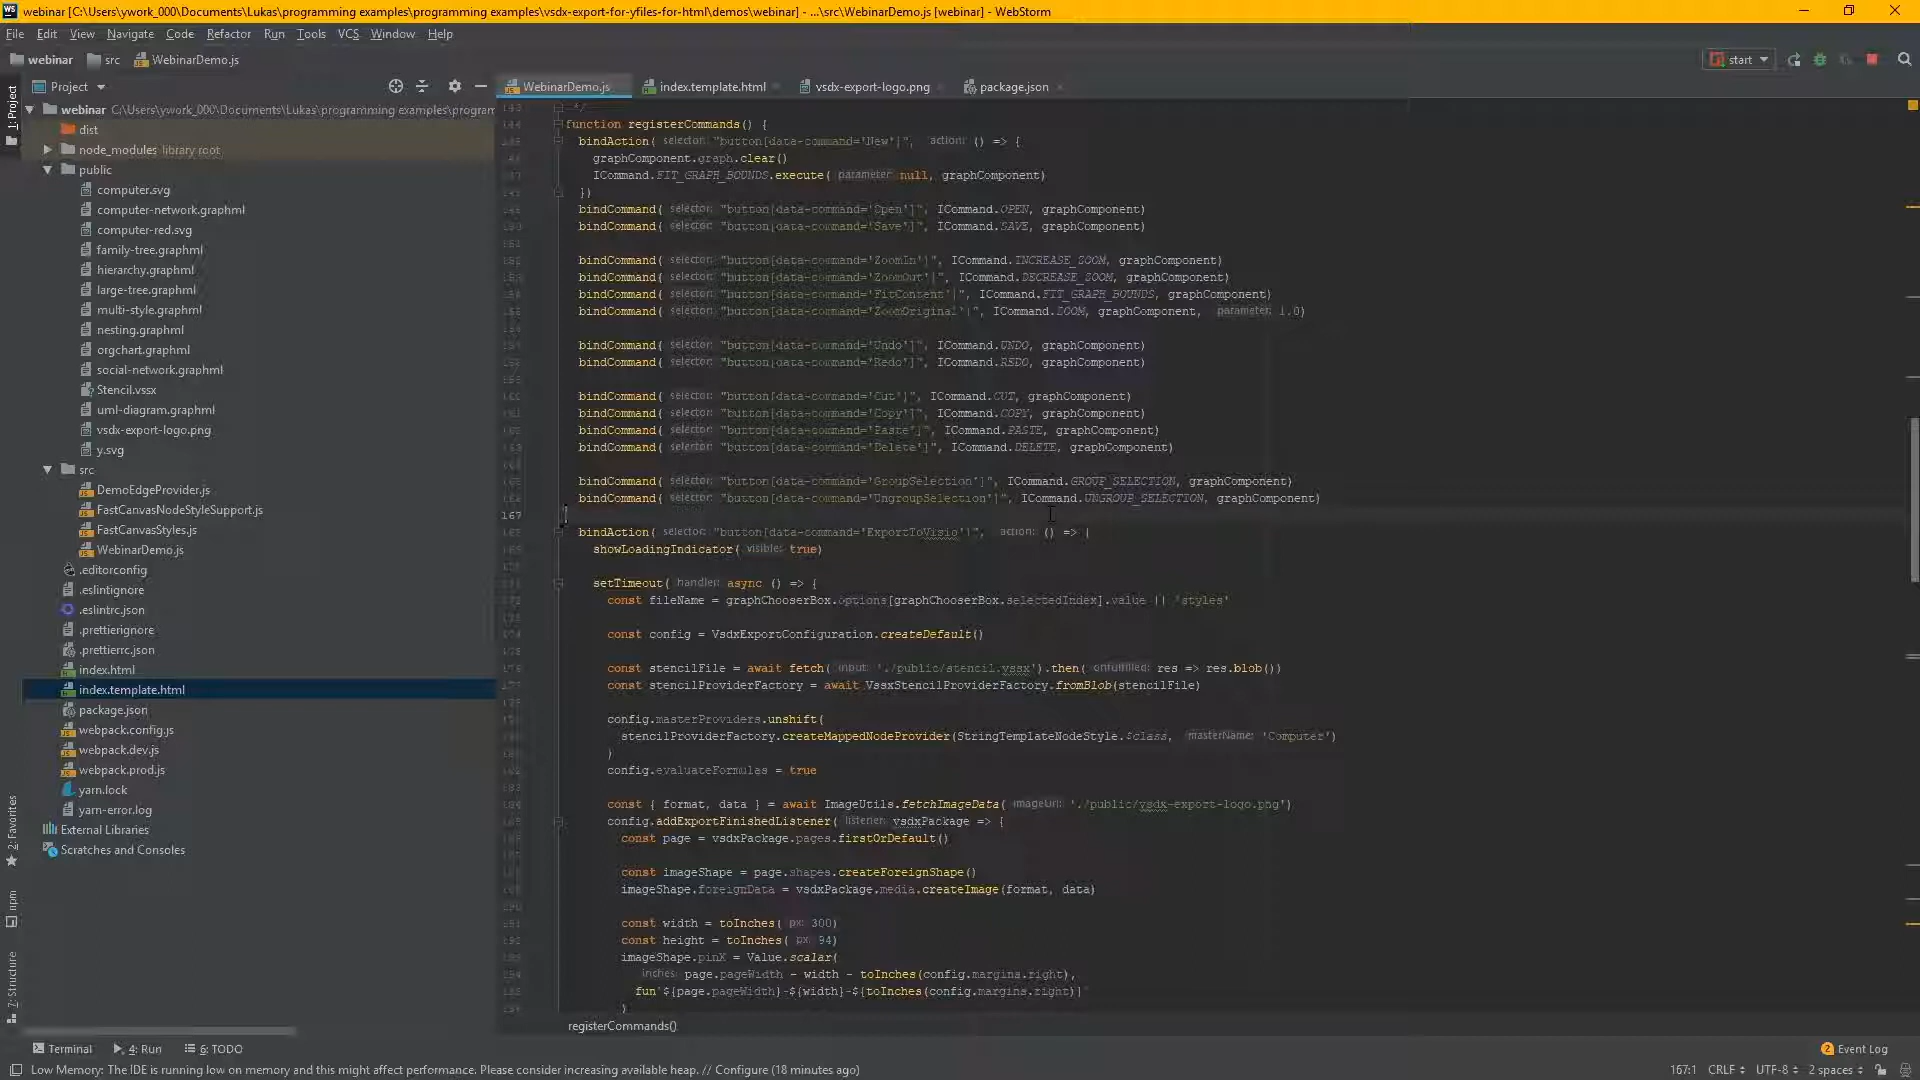 webinar [C:\Users\ywork_000\Documents\Lukas\programming examples\programming examples\vsdx-export-for-yfiles-for-html\demos\webinar] - ...\src\WebinarDemo.js [webinar] - WebStorm
File Edit View Navigate Code Refactor Run Tools VCS Window Help
webinar src WebinarDemo.js start
Project WebinarDemo.js index.template.html vsdx-export-logo.png package.json
1: Project
webinar C:\Users\ywork_000\Documents\Lukas\programming examples\program
dist
node_modules library root
public
computer.svg
computer-network.graphml
computer-red.svg
family-tree.graphml
hierarchy.graphml
large-tree.graphml
multi-style.graphml
nesting.graphml
orgchart.graphml
social-network.graphml
Stencil.vssx
uml-diagram.graphml
vsdx-export-logo.png
y.svg
src
DemoEdgeProvider.js
FastCanvasNodeStyleSupport.js
FastCanvasStyles.js
WebinarDemo.js
.editorconfig
.eslintignore
.eslintrc.json
.prettierignore
.prettierrc.json
index.html
index.template.html
package.json
webpack.config.js
webpack.dev.js
webpack.prod.js
yarn.lock
yarn-error.log
External Libraries
Scratches and Consoles
2: Favorites
npm
7: Structure
*/
function registerCommands() {
bindAction( selector: "button[data-command='New']", action: () => {
graphComponent.graph.clear()
ICommand.FIT_GRAPH_BOUNDS.execute( parameter: null, graphComponent)
})
bindCommand( selector: "button[data-command='Open']", ICommand.OPEN, graphComponent)
bindCommand( selector: "button[data-command='Save']", ICommand.SAVE, graphComponent)
bindCommand( selector: "button[data-command='ZoomIn']", ICommand.INCREASE_ZOOM, graphComponent)
bindCommand( selector: "button[data-command='ZoomOut']", ICommand.DECREASE_ZOOM, graphComponent)
bindCommand( selector: "button[data-command='FitContent']", ICommand.FIT_GRAPH_BOUNDS, graphComponent)
bindCommand( selector: "button[data-command='ZoomOriginal']", ICommand.ZOOM, graphComponent, parameter: 1.0)
bindCommand( selector: "button[data-command='Undo']", ICommand.UNDO, graphComponent)
bindCommand( selector: "button[data-command='Redo']", ICommand.REDO, graphComponent)
bindCommand( selector: "button[data-command='Cut']", ICommand.CUT, graphComponent)
bindCommand( selector: "button[data-command='Copy']", ICommand.COPY, graphComponent)
bindCommand( selector: "button[data-command='Paste']", ICommand.PASTE, graphComponent)
bindCommand( selector: "button[data-command='Delete']", ICommand.DELETE, graphComponent)
bindCommand( selector: "button[data-command='GroupSelection']", ICommand.GROUP_SELECTION, graphComponent)
bindCommand( selector: "button[data-command='UngroupSelection']", ICommand.UNGROUP_SELECTION, graphComponent)
167
bindAction( selector: "button[data-command='ExportToVisio']", action: () => {
showLoadingIndicator( visible: true)
setTimeout( handler: async () => {
const fileName = graphChooserBox.options[graphChooserBox.selectedIndex].value || 'styles'
const config = VsdxExportConfiguration.createDefault()
const stencilFile = await fetch( input: './public/stencil.vssx').then( onfulfilled: res => res.blob())
const stencilProviderFactory = await VssxStencilProviderFactory.fromBlob(stencilFile)
config.masterProviders.unshift(
stencilProviderFactory.createMappedNodeProvider(StringTemplateNodeStyle.$class, masterName: 'Computer')
)
config.evaluateFormulas = true
const { format, data } = await ImageUtils.fetchImageData( imageUrl: './public/vsdx-export-logo.png')
config.addExportFinishedListener( listener: vsdxPackage => {
const page = vsdxPackage.pages.firstOrDefault()
const imageShape = page.shapes.createForeignShape()
imageShape.foreignData = vsdxPackage.media.createImage(format, data)
const width = toInches( px: 300)
const height = toInches( px: 94)
imageShape.pinX = Value.scalar(
inches: page.pageWidth - width - toInches(config.margins.right),
fun`${page.pageWidth}-${width}-${toInches(config.margins.right)}`
)
registerCommands()
Terminal 4: Run 6: TODO 2 Event Log
Low Memory: The IDE is running low on memory and this might affect performance. Please consider increasing available heap. // Configure (18 minutes ago) 167:1 CRLF UTF-8 2 spaces